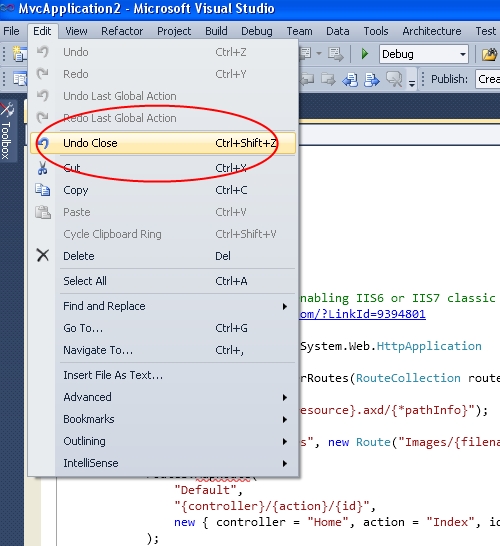 MvcApplication2 - Microsoft Visual Studio
File Edit View Refactor Project Build Debug Team Data Tools Architecture Test
Debug
Publish: Crea
Toolbox
Undo Ctrl+Z
Redo Ctrl+Y
Undo Last Global Action
Redo Last Global Action
Undo Close Ctrl+Shift+Z
Cut Ctrl+X
Copy Ctrl+C
Paste Ctrl+V
Cycle Clipboard Ring Ctrl+Shift+V
Delete Del
Select All Ctrl+A
Find and Replace
Go To... Ctrl+G
Navigate To... Ctrl+,
Insert File As Text...
Advanced
Bookmarks
Outlining
IntelliSense
nabling IIS6 or IIS7 classic
om/?LinkId=9394801
System.Web.HttpApplication
rRoutes(RouteCollection route
esource}.axd/{*pathInfo}");
s", new Route("Images/{filena
"Default",
"{controller}/{action}/{id}",
new { controller = "Home", action = "Index", id
);